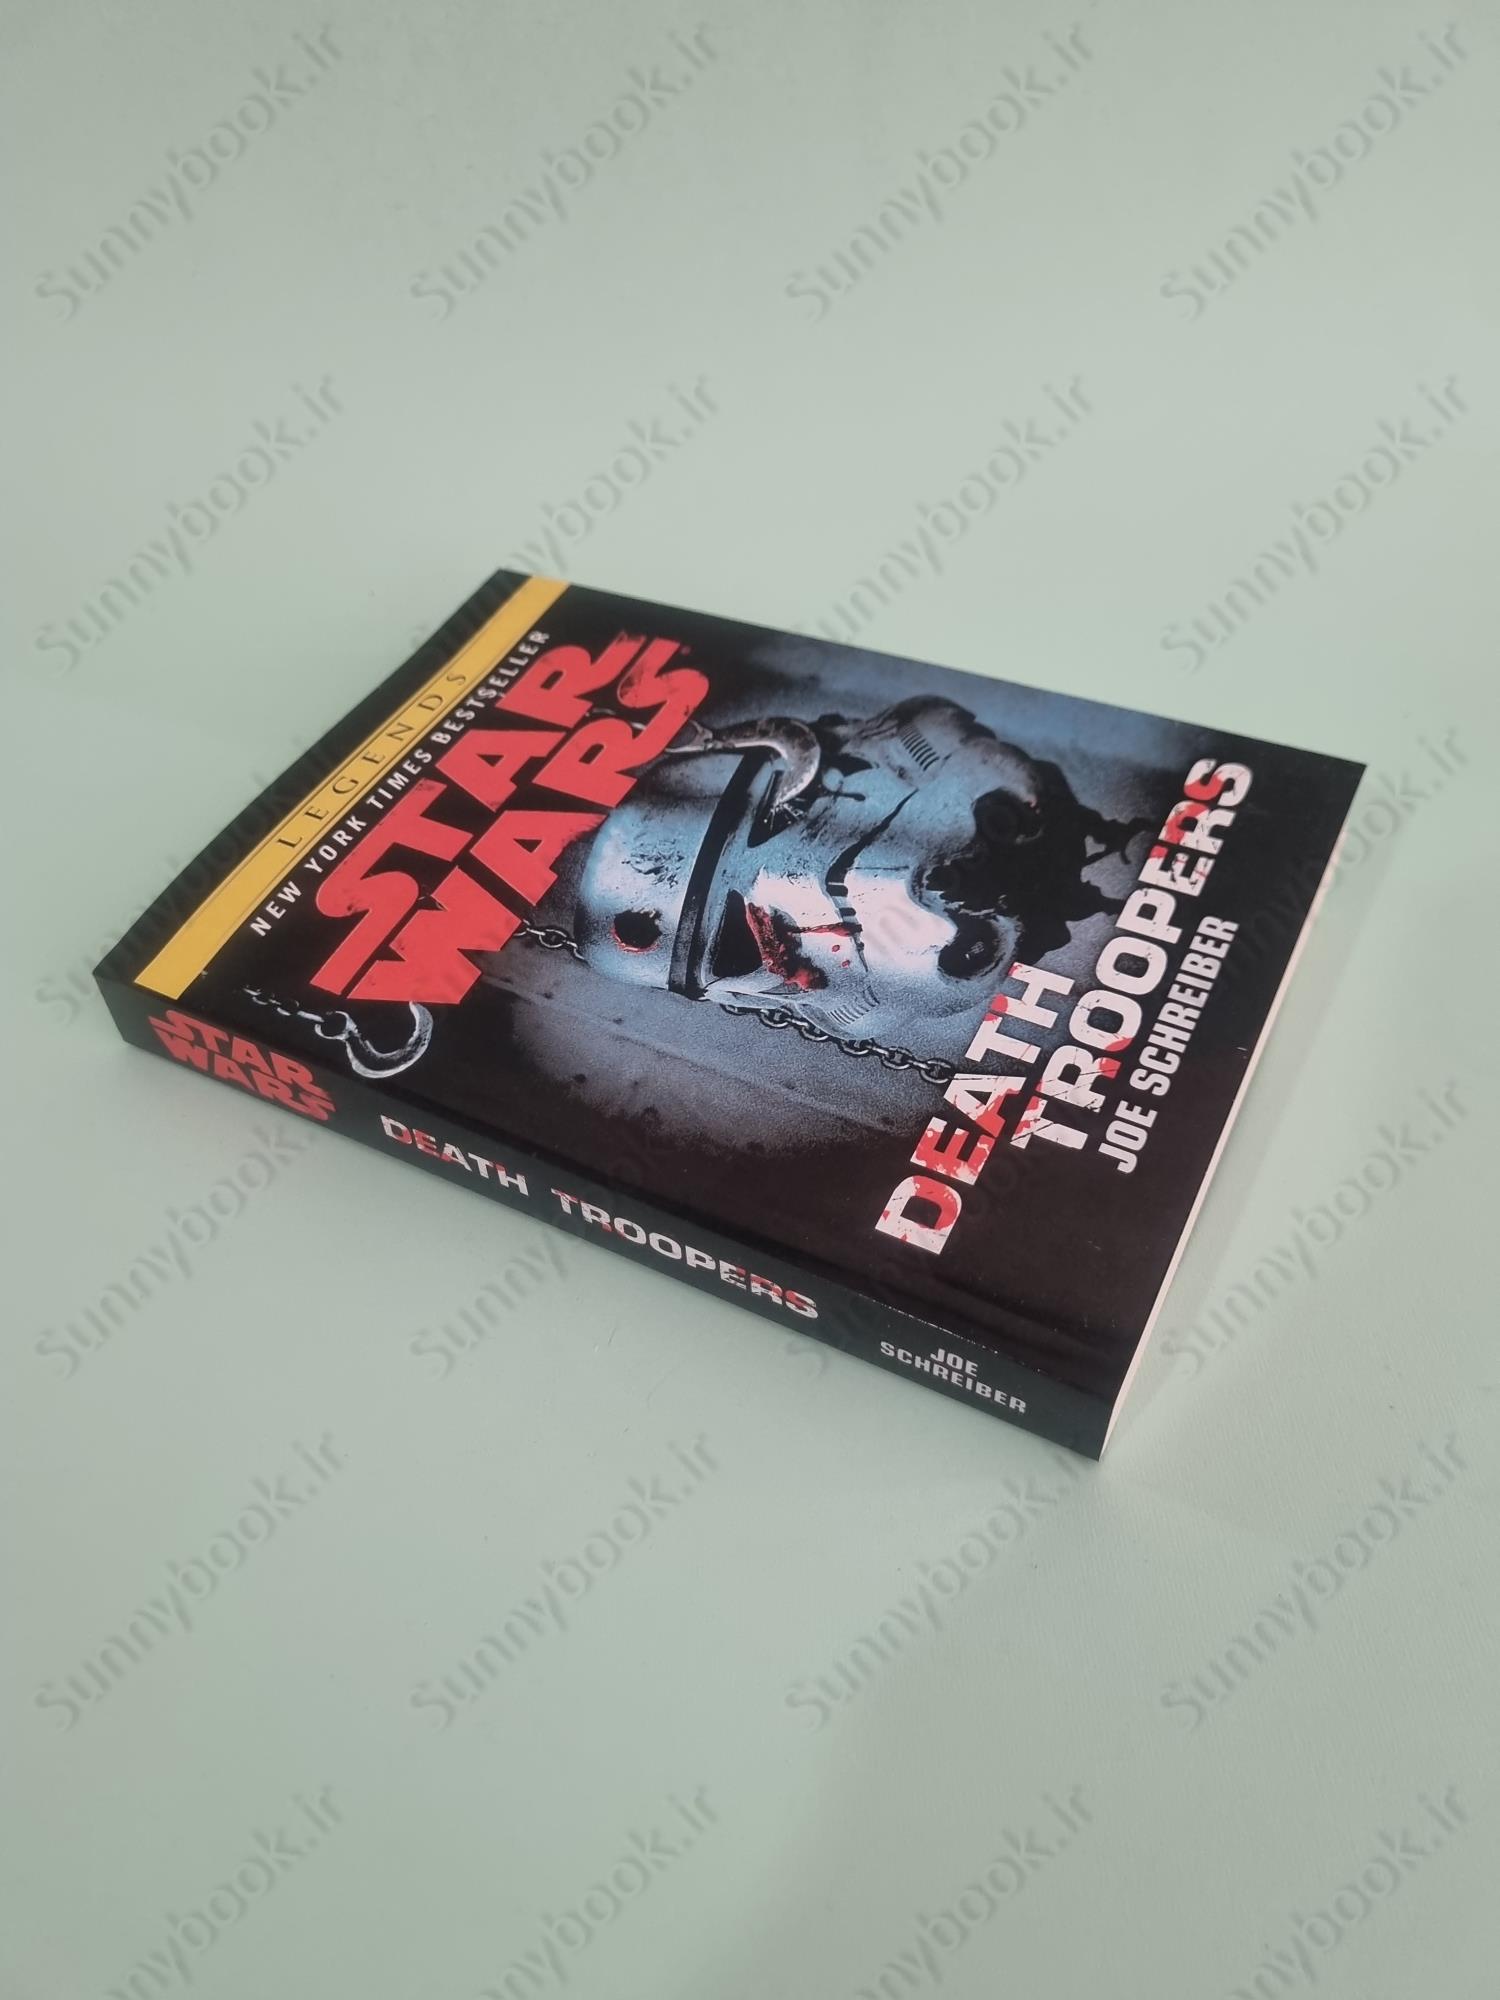 LEGENDS
NEW YORK TIMES BESTSELLER
STAR
WARS
DEATH
TROOPERS
JOE SCHREIBER
STAR
WARS
DEATH TROOPERS
JOE
SCHREIBER
Sunnybook.ir